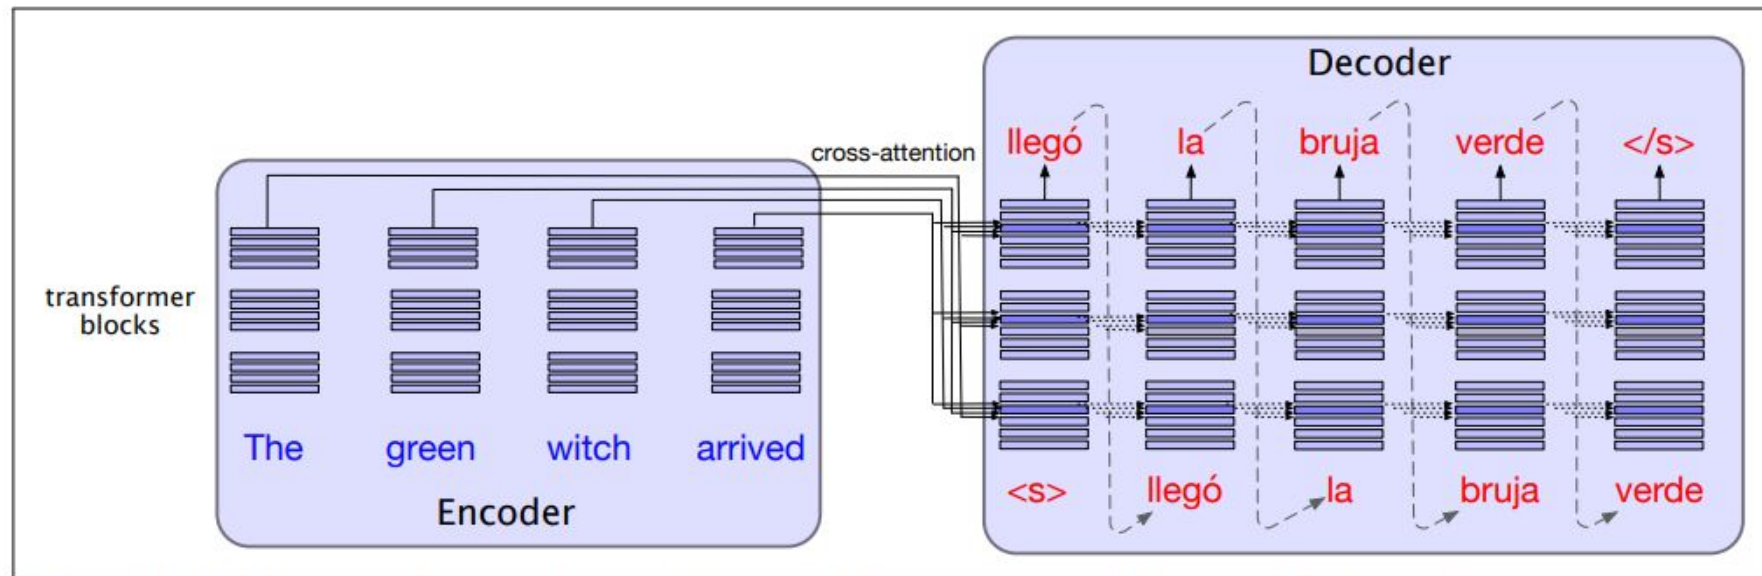 Decoder
llegó la bruja verde </s>
cross-attention
transformer
blocks
The green witch arrived
Encoder
<s> llegó la bruja verde